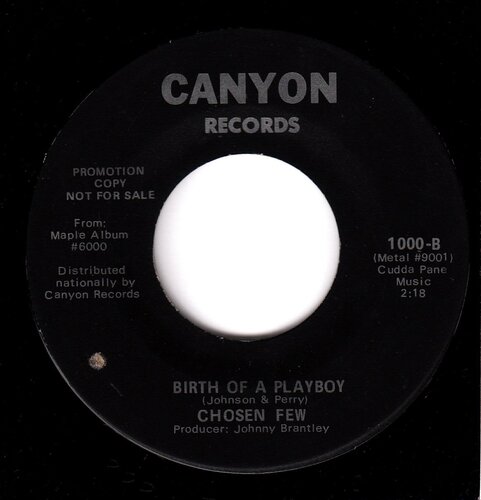 CANYON
RECORDS
PROMOTION
COPY
NOT FOR SALE
From:
Maple Album
#6000
Distributed
nationally by
Canyon Records
1000-B
(Metal #9001)
Cudda Pane
Music
2:18
BIRTH OF A PLAYBOY
(Johnson & Perry)
CHOSEN FEW
Producer: Johnny Brantley